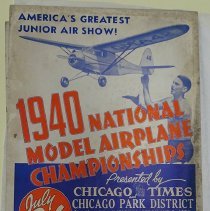 AMERICA'S GREATEST
JUNIOR AIR SHOW!
1940 NATIONAL
MODEL AIRPLANE
CHAMPIONSHIPS
Presented by
CHICAGO TIMES
CHICAGO PARK DISTRICT
July